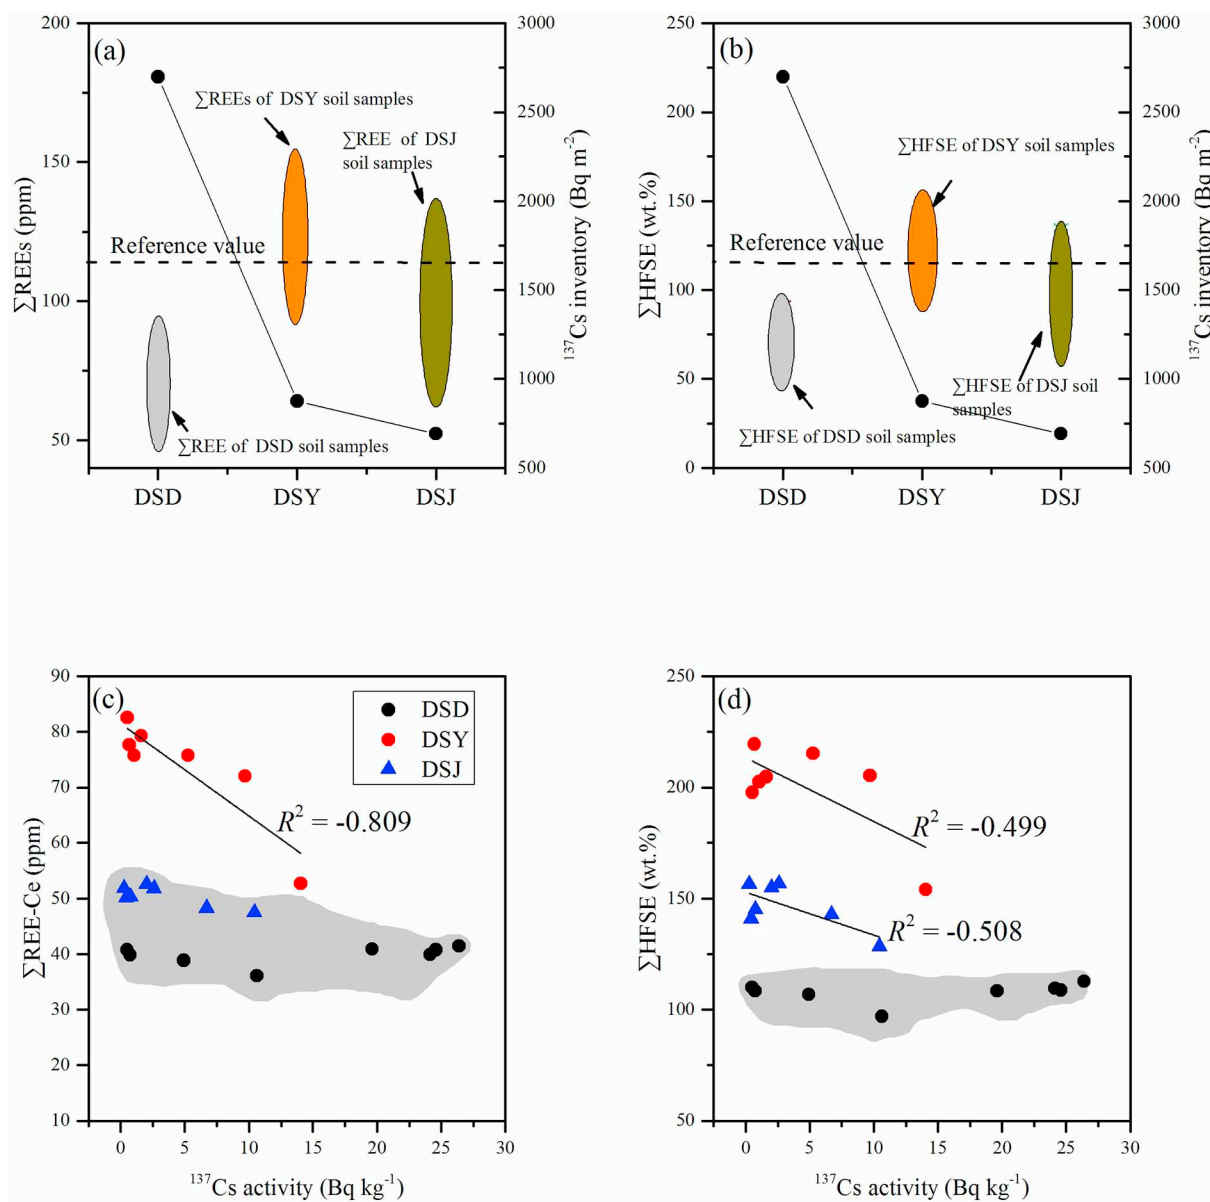 (a)
∑REEs (ppm)
200
150
100
50
∑REEs of DSY soil samples
∑REE of DSJ
soil samples
Reference value
∑REE of DSD soil samples
DSD
DSY
DSJ
3000
2500
2000
1500
1000
500
¹³⁷Cs inventory (Bq m⁻²)
(b)
∑HFSE (wt.%)
250
200
150
100
50
0
∑HFSE of DSY soil samples
Reference value
∑HFSE of DSJ soil
samples
∑HFSE of DSD soil samples
DSD
DSY
DSJ
3000
2500
2000
1500
1000
500
¹³⁷Cs inventory (Bq m⁻²)
(c)
∑REE-Ce (ppm)
90
80
70
60
50
40
30
20
10
DSD
DSY
DSJ
R² = -0.809
0
5
10
15
20
25
30
¹³⁷Cs activity (Bq kg⁻¹)
(d)
∑HFSE (wt.%)
250
200
150
100
50
R² = -0.499
R² = -0.508
0
5
10
15
20
25
30
¹³⁷Cs activity (Bq kg⁻¹)